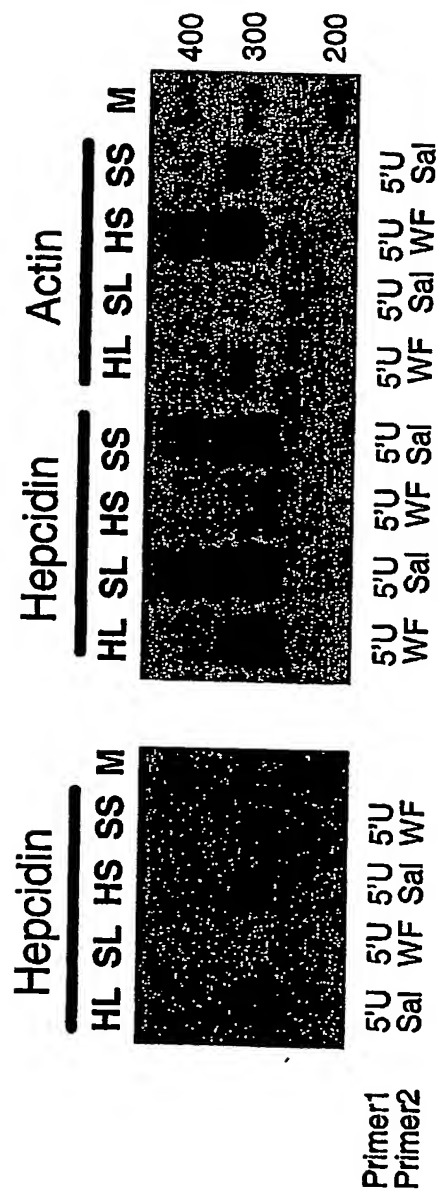 Hepcidin Hepcidin Actin
HL SL HS SS M HL SL HS SS HL SL HS SS M
400
300
200
Primer1 5'U 5'U 5'U 5'U 5'U 5'U 5'U 5'U 5'U 5'U 5'U 5'U
Primer2 Sal WF Sal WF WF Sal WF Sal WF Sal WF Sal